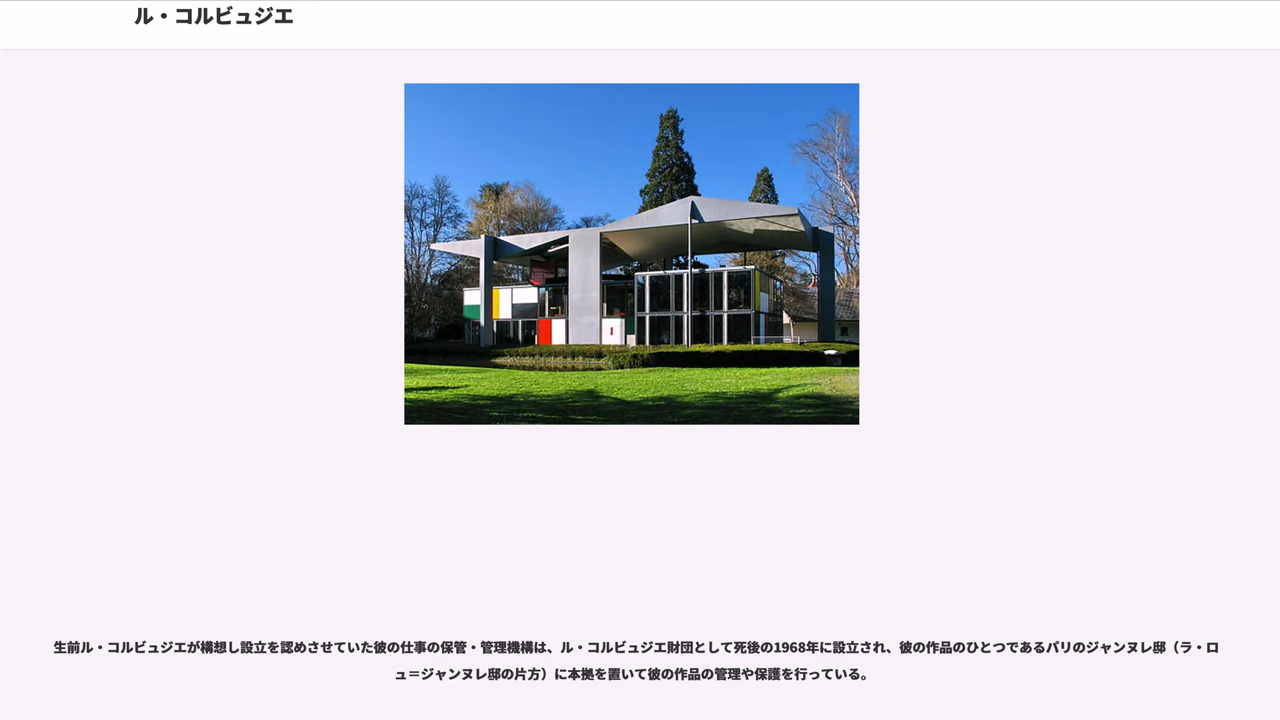 ル・コルビュジエ
生前ル・コルビュジエが構想し設立を認めさせていた彼の仕事の保管・管理機構は、ル・コルビュジエ財団として死後の1968年に設立され、彼の作品のひとつであるパリのジャンヌレ邸（ラ・ロ
ュ＝ジャンヌレ邸の片方）に本拠を置いて彼の作品の管理や保護を行っている。